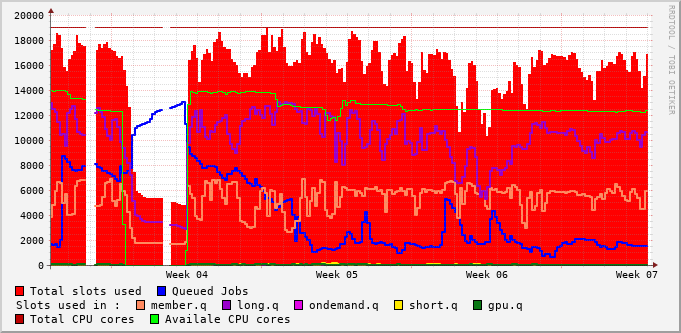 20000
18000
16000
14000
12000
10000
8000
6000
4000
2000
0
Week 04 Week 05 Week 06 Week 07
RRDTOOL / TOBI OETIKER
Total slots used Queued Jobs
Slots used in : member.q long.q ondemand.q short.q gpu.q
Total CPU cores Availale CPU cores